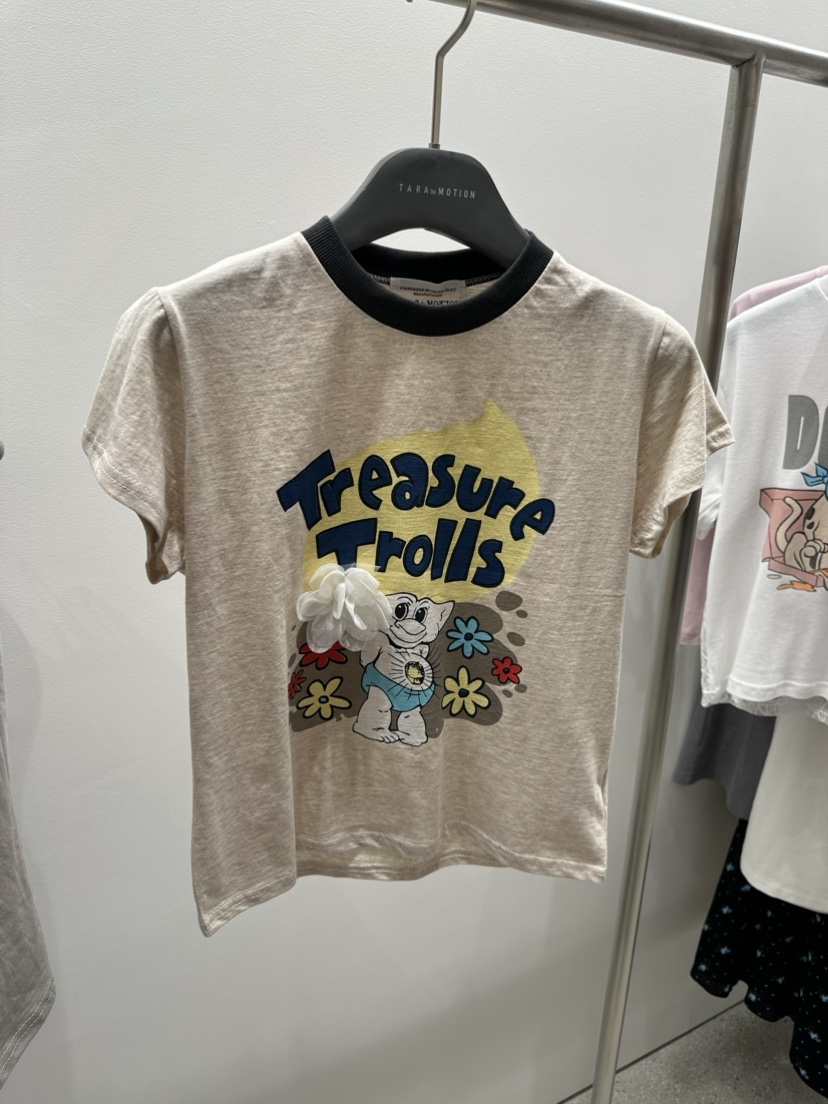 TARA IN MOTION
Treasure
Trolls
D